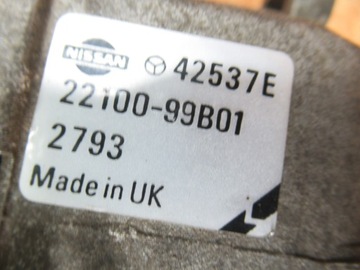 NISSAN 42537E
22100-99B01
2793
Made in UK